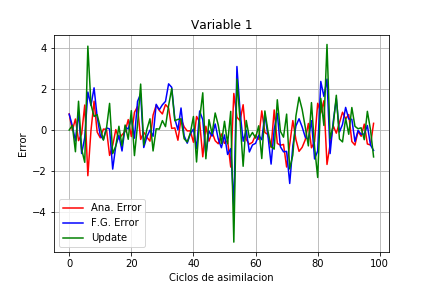 Variable 1
Error
4
2
0
−2
−4
Ana. Error
F.G. Error
Update
0 20 40 60 80 100
Ciclos de asimilacion